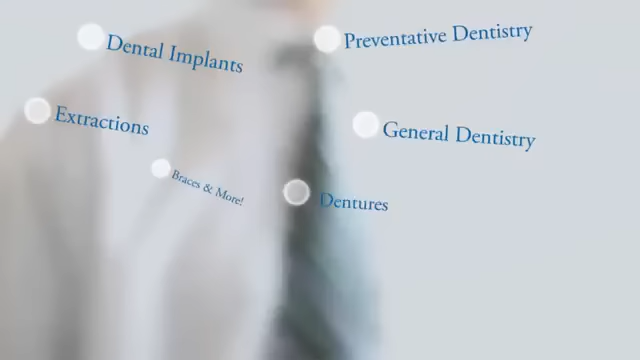 Dental Implants
Preventative Dentistry
Extractions
General Dentistry
Braces & More!
Dentures